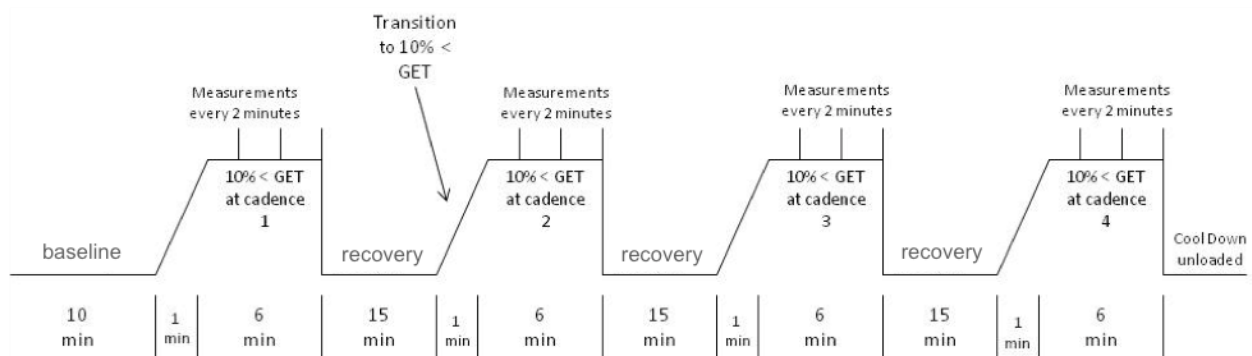 Transition
to 10% <
GET
Measurements
every 2 minutes
Measurements
every 2 minutes
Measurements
every 2 minutes
Measurements
every 2 minutes
10% < GET
at cadence
1
10% < GET
at cadence
2
10% < GET
at cadence
3
10% < GET
at cadence
4
baseline
recovery
recovery
recovery
Cool Down
unloaded
10
min
1
min
6
min
15
min
1
min
6
min
15
min
1
min
6
min
15
min
1
min
6
min